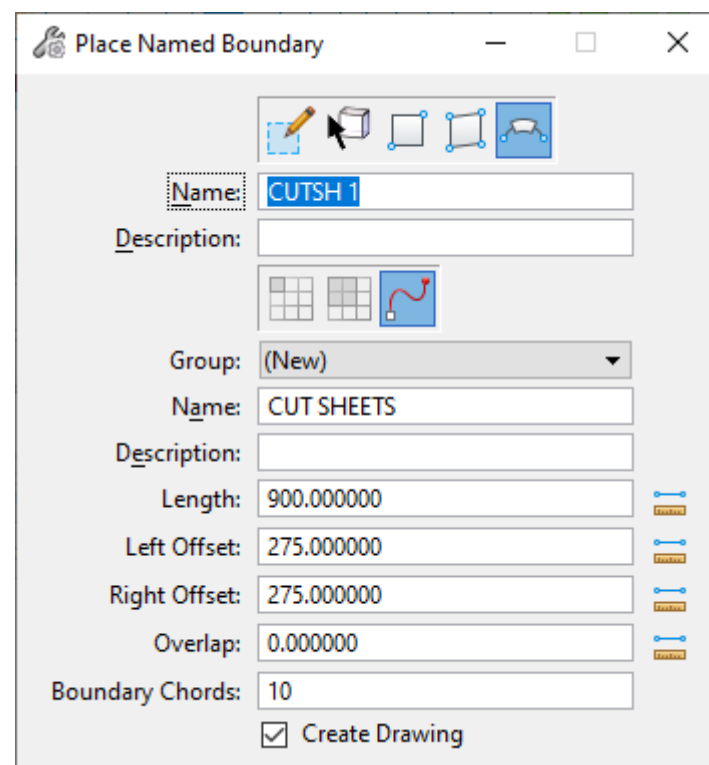 Place Named Boundary
Name: CUTSH 1
Description:
Group: (New)
Name: CUT SHEETS
Description:
Length: 900.000000
Left Offset: 275.000000
Right Offset: 275.000000
Overlap: 0.000000
Boundary Chords: 10
Create Drawing